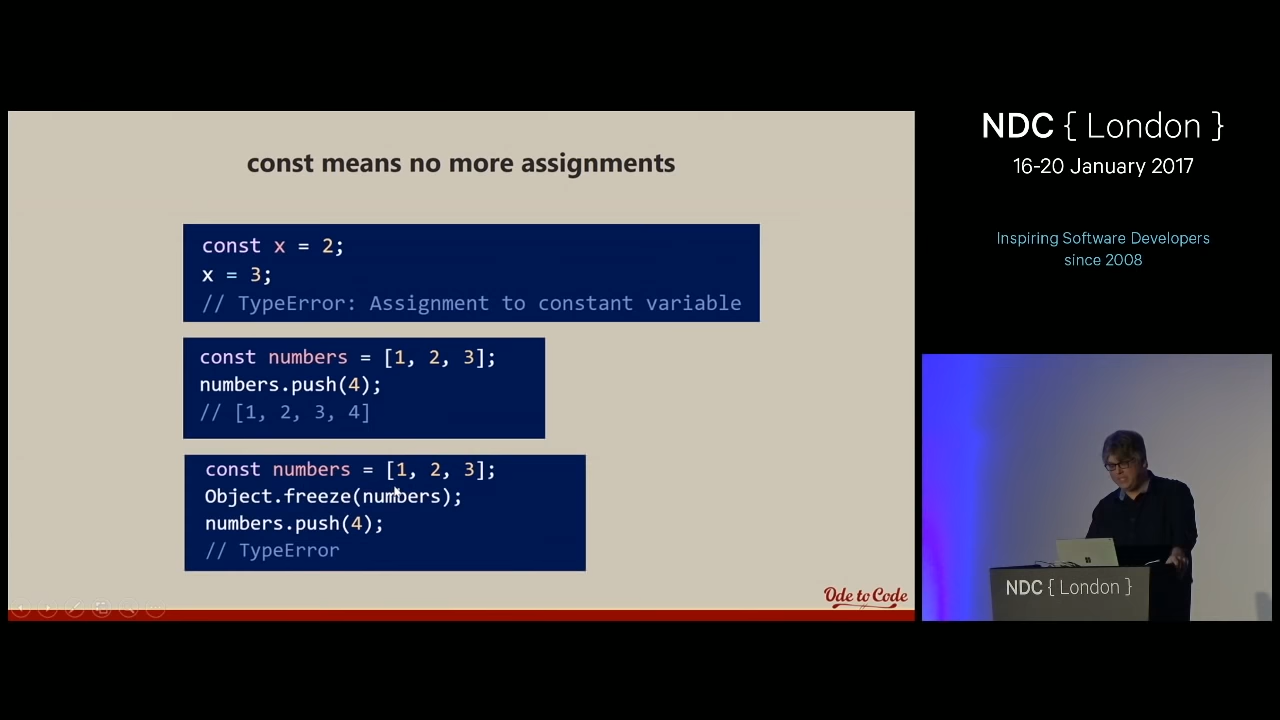 const means no more assignments
const x = 2;
x = 3;
// TypeError: Assignment to constant variable
const numbers = [1, 2, 3];
numbers.push(4);
// [1, 2, 3, 4]
const numbers = [1, 2, 3];
Object.freeze(numbers);
numbers.push(4);
// TypeError
Ode to Code
NDC { London }
16-20 January 2017
Inspiring Software Developers
since 2008
NDC { London }